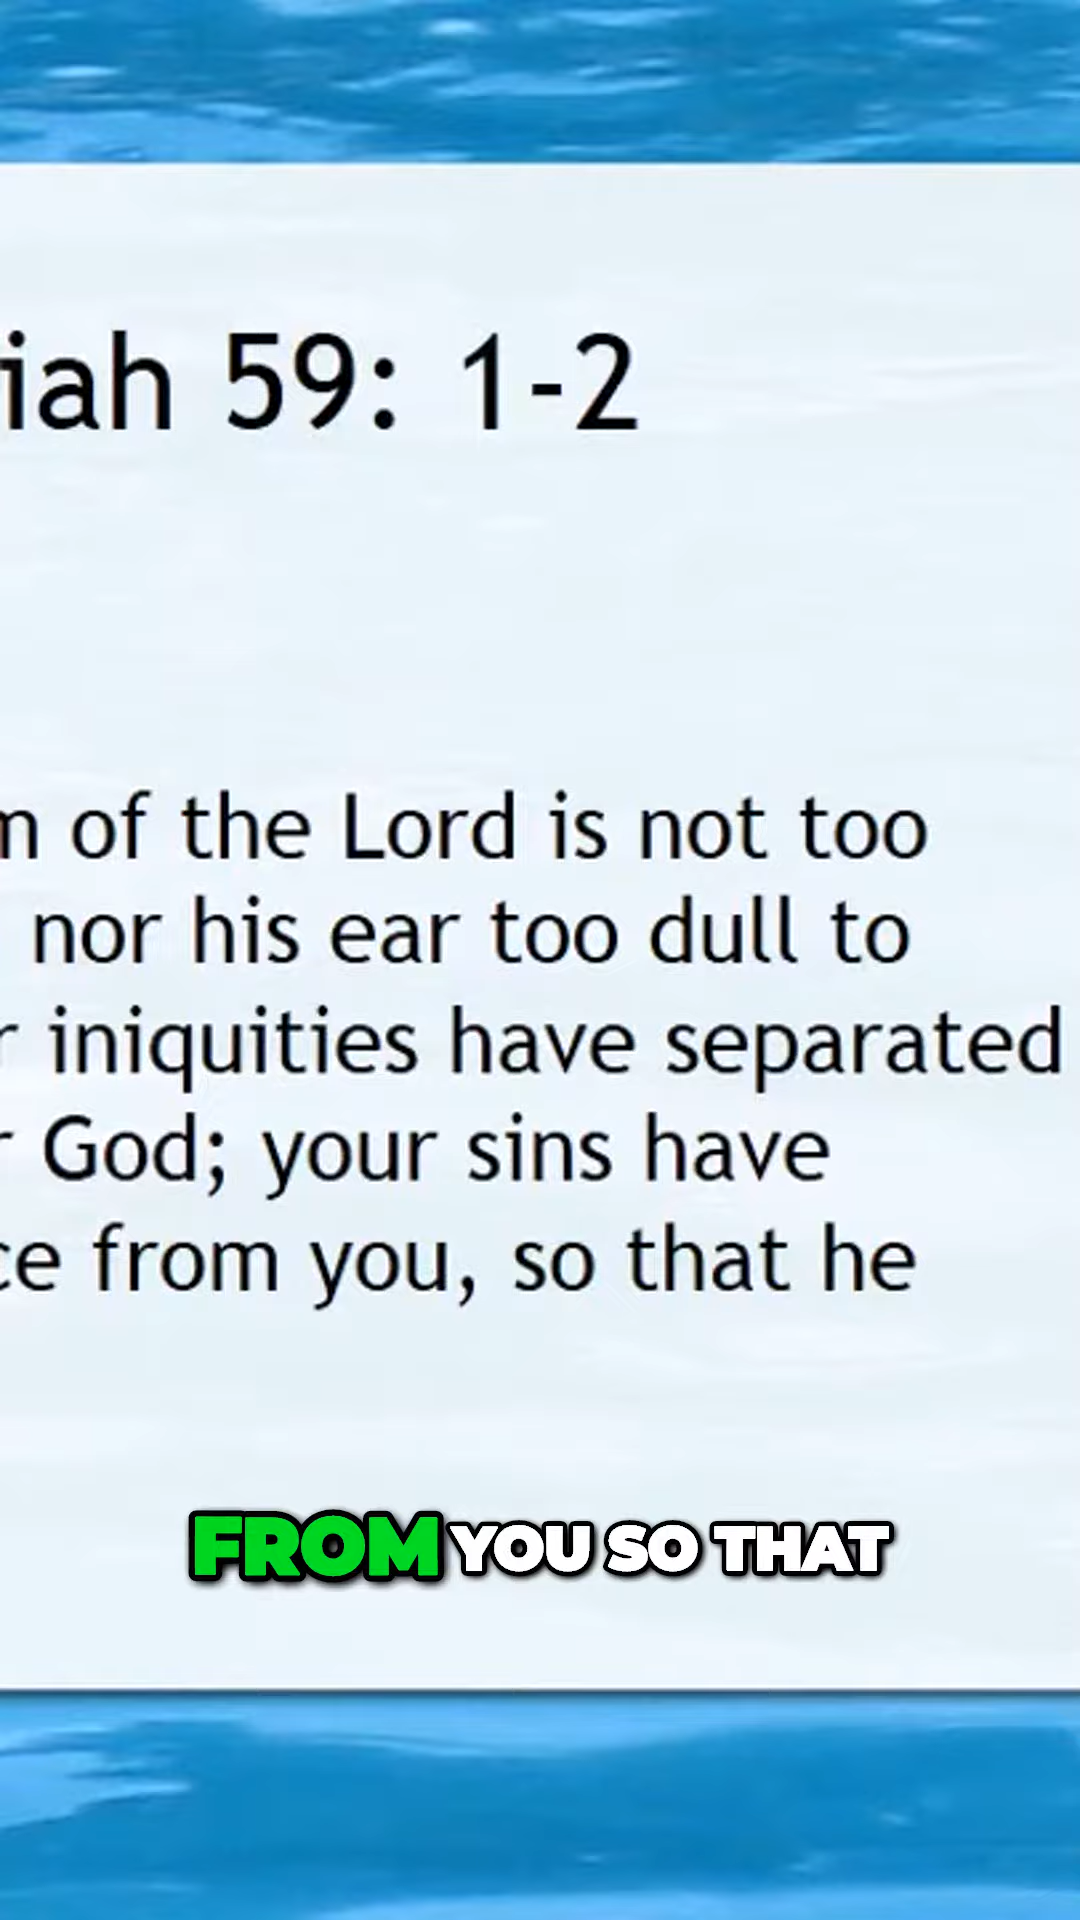 iah 59: 1-2
m of the Lord is not too
nor his ear too dull to
r iniquities have separated
r God; your sins have
ce from you, so that he
FROM YOU SO THAT